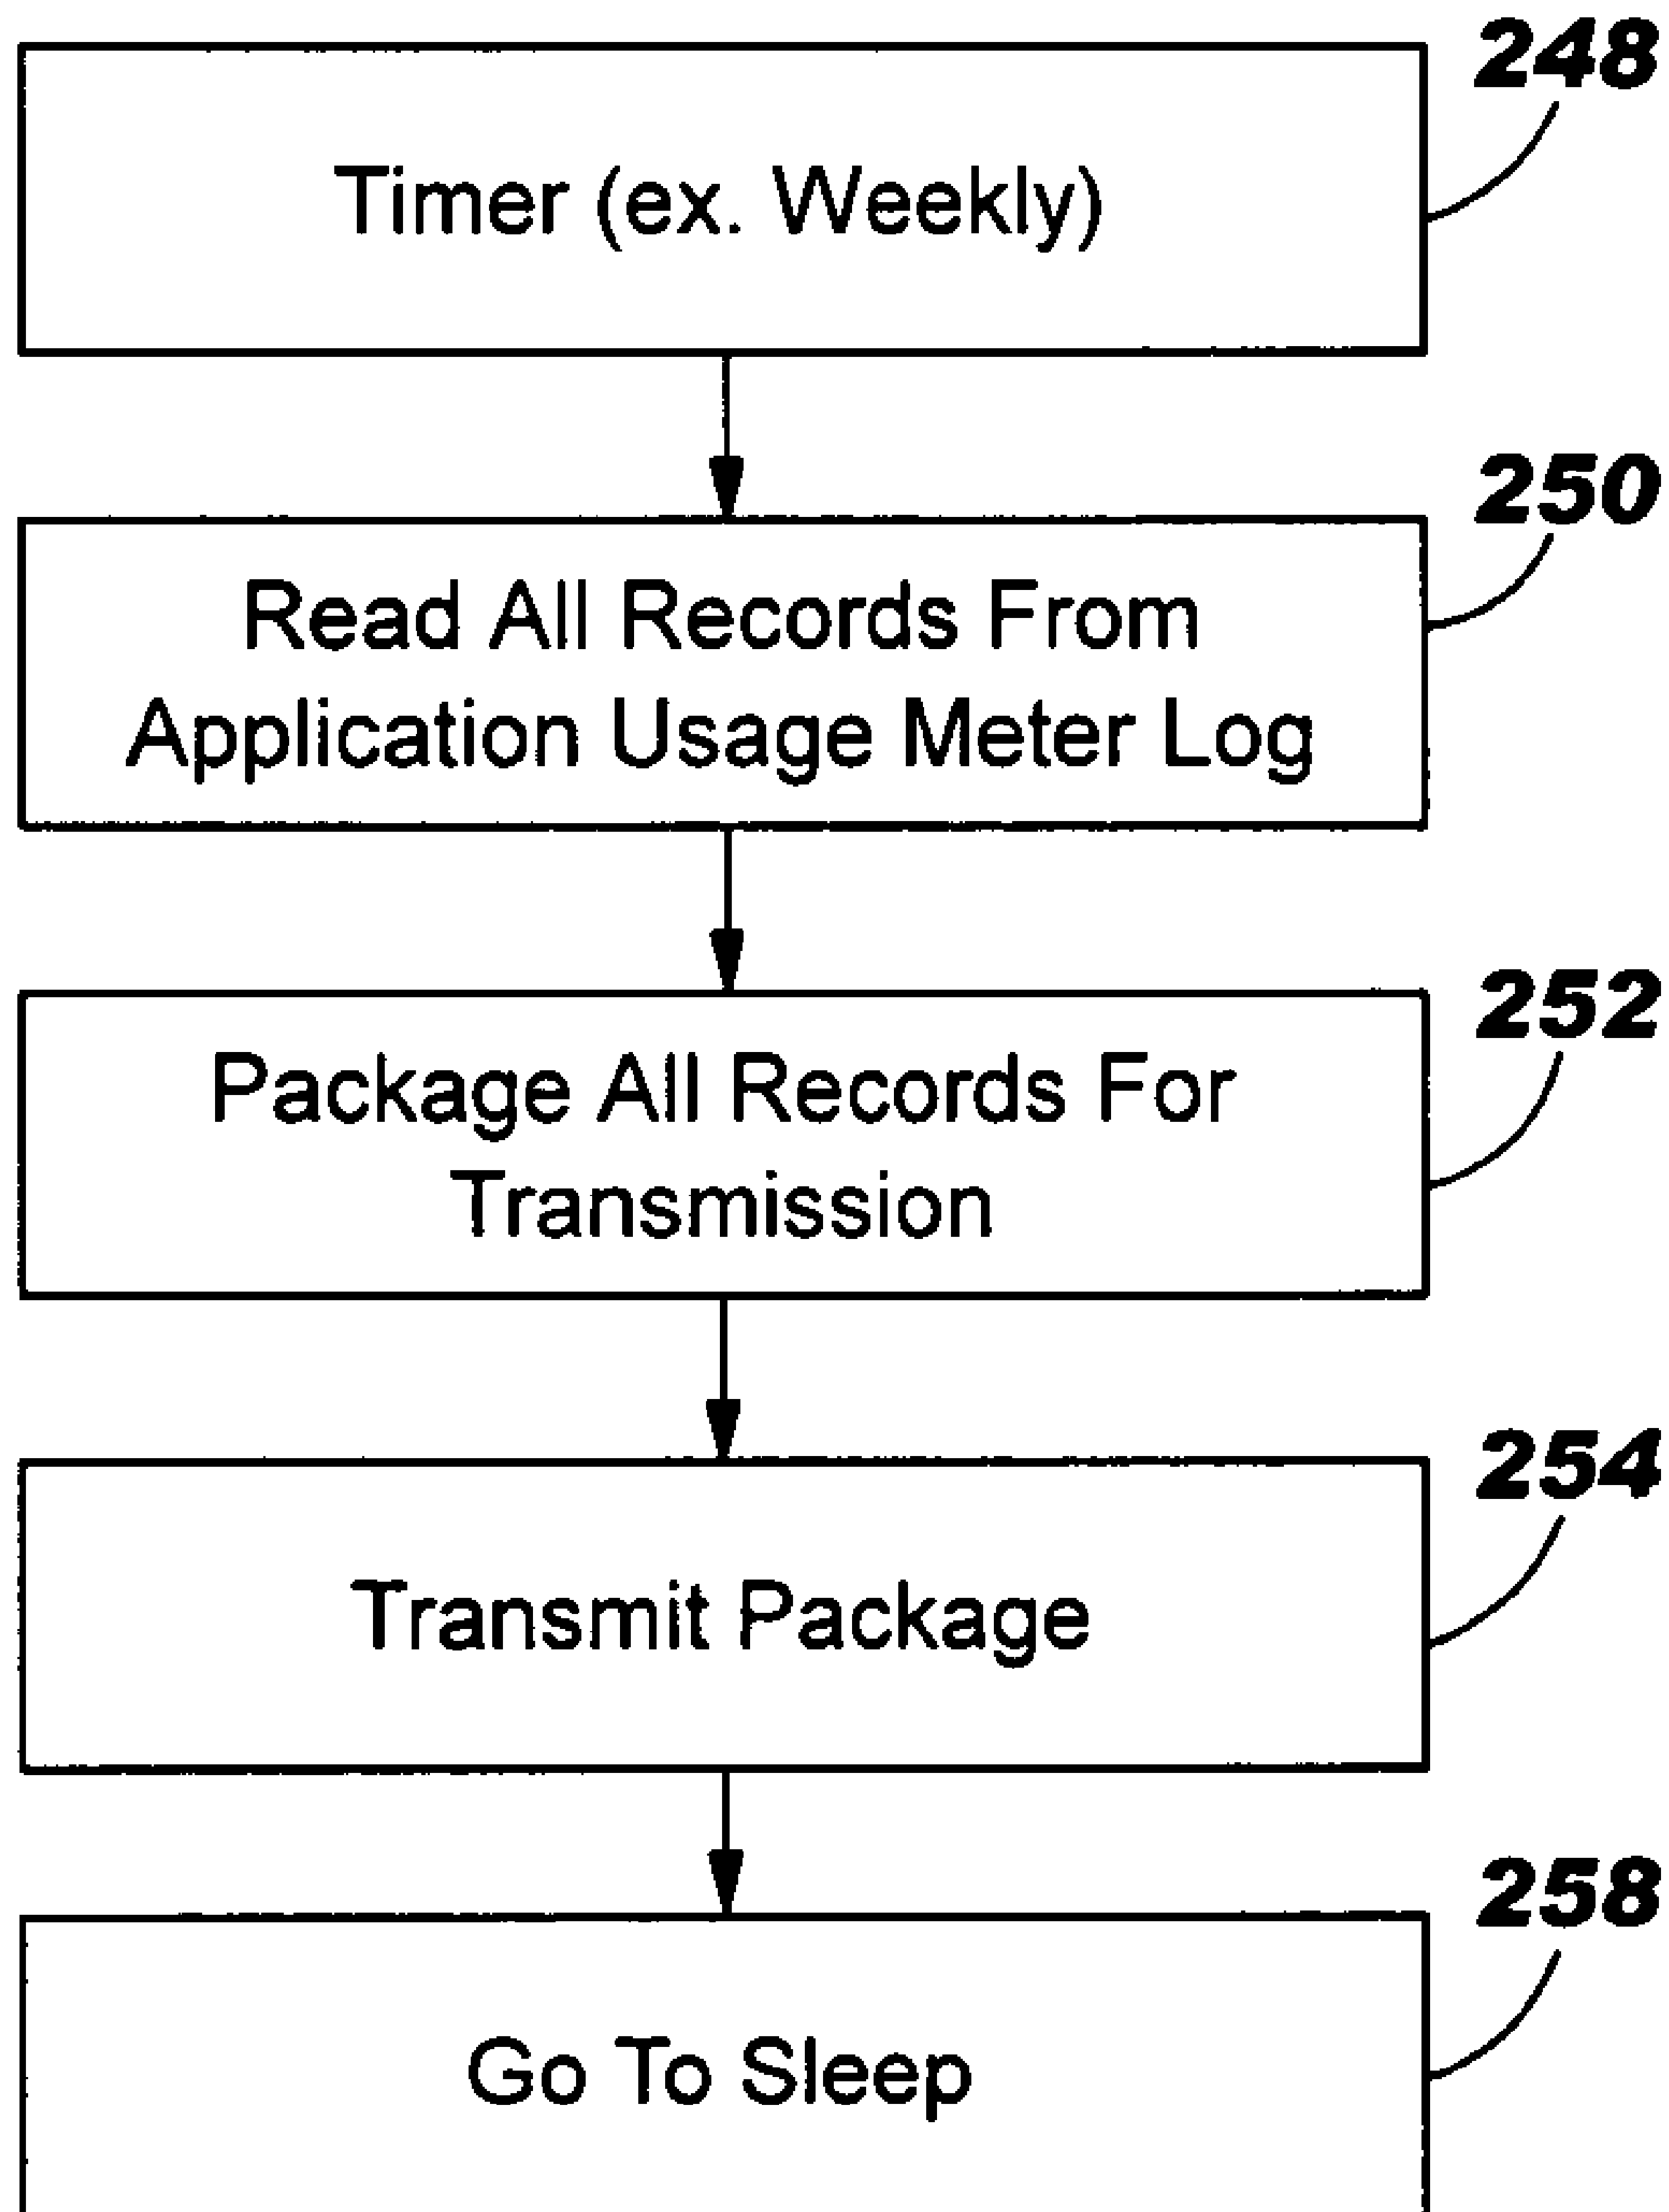 248
Timer (ex. Weekly)
250
Read All Records From
Application Usage Meter Log
252
Package All Records For
Transmission
254
Transmit Package
258
Go To Sleep